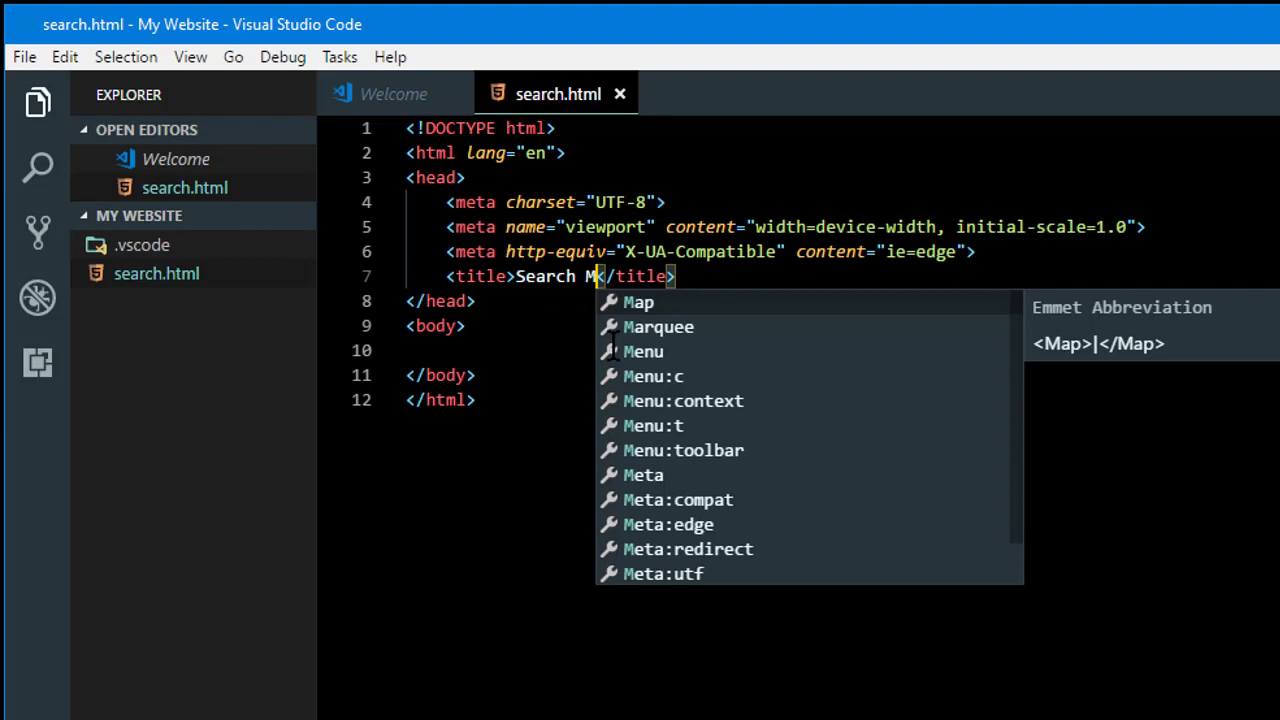 search.html - My Website - Visual Studio Code
File Edit Selection View Go Debug Tasks Help
EXPLORER
OPEN EDITORS
Welcome
search.html
MY WEBSITE
.vscode
search.html
Welcome search.html ×
1 <!DOCTYPE html>
2 <html lang="en">
3 <head>
4 <meta charset="UTF-8">
5 <meta name="viewport" content="width=device-width, initial-scale=1.0">
6 <meta http-equiv="X-UA-Compatible" content="ie=edge">
7 <title>Search M</title>
8 </head>
9 <body>
10
11 </body>
12 </html>
Map
Marquee
Menu
Menu:c
Menu:context
Menu:t
Menu:toolbar
Meta
Meta:compat
Meta:edge
Meta:redirect
Meta:utf
Emmet Abbreviation
<Map>|</Map>